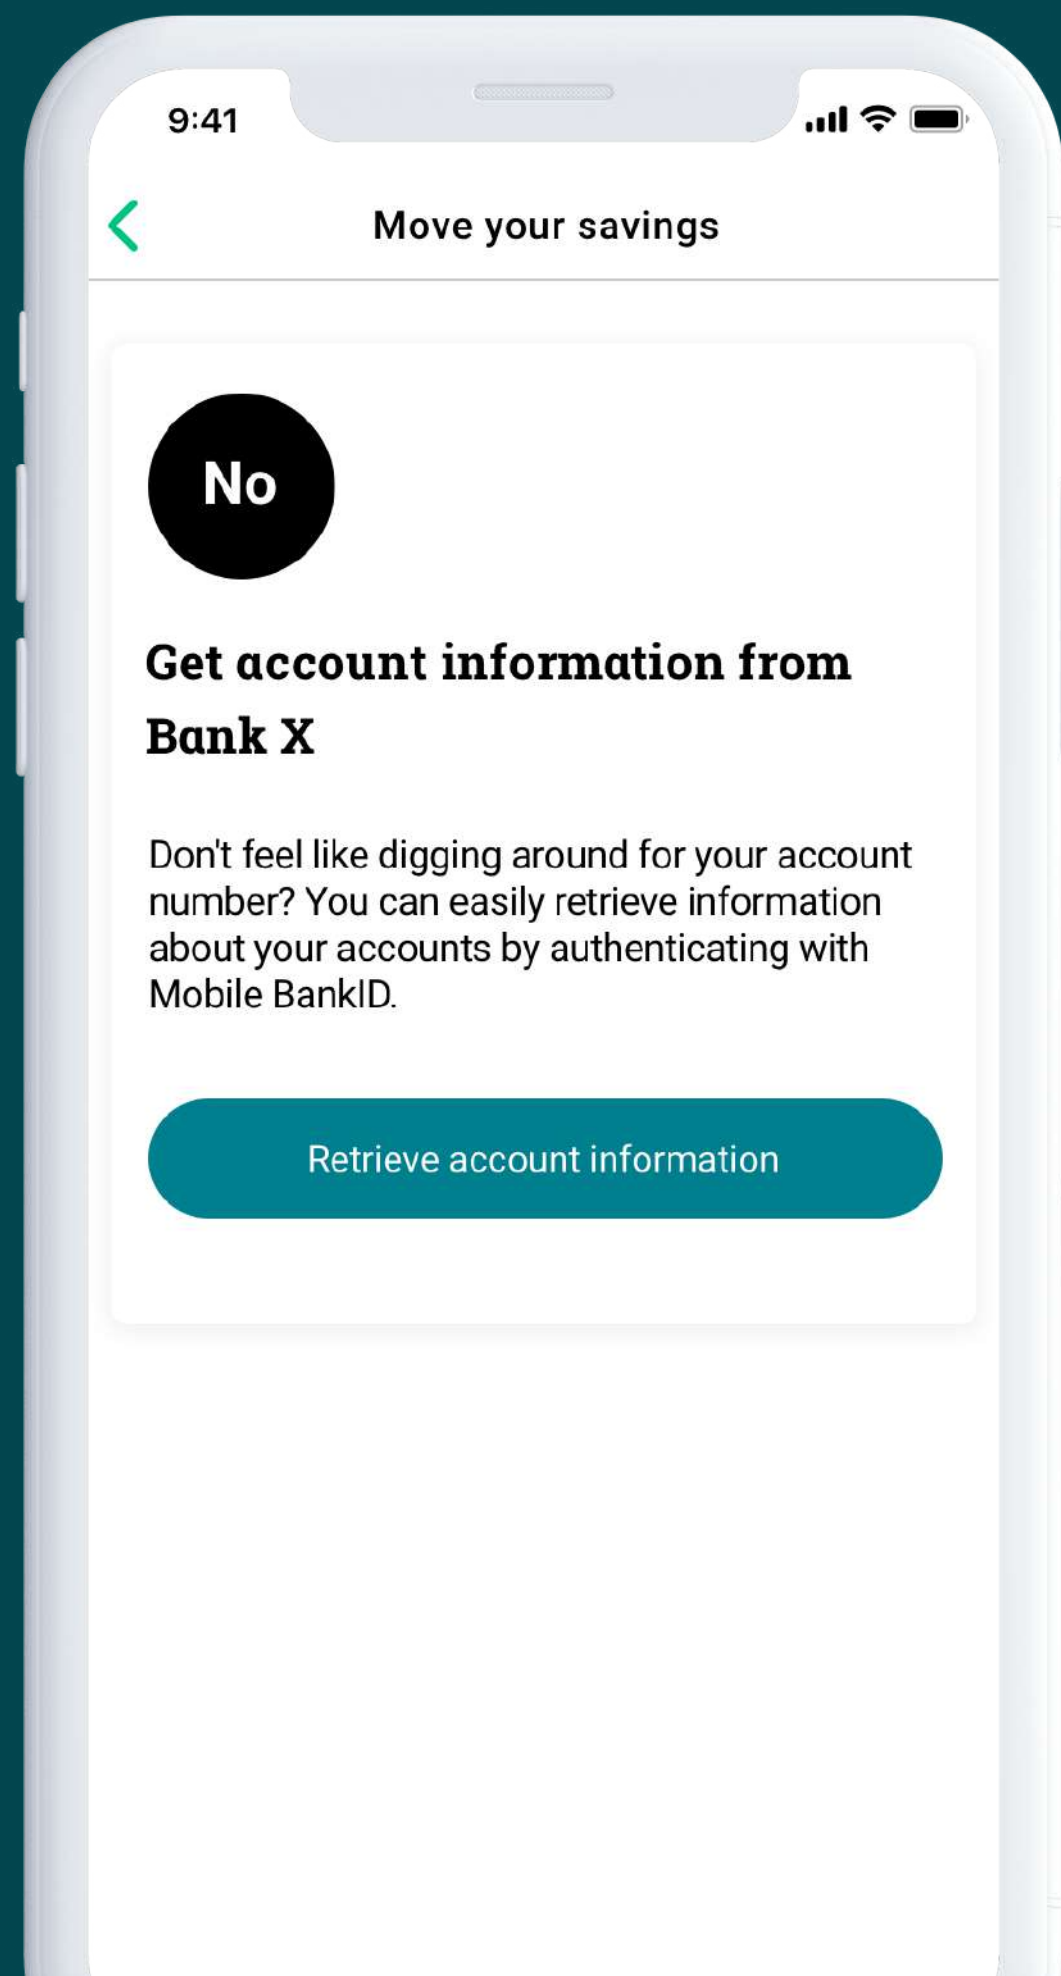 9:41
Move your savings
No
Get account information from
Bank X
Don't feel like digging around for your account
number? You can easily retrieve information
about your accounts by authenticating with
Mobile BankID.
Retrieve account information